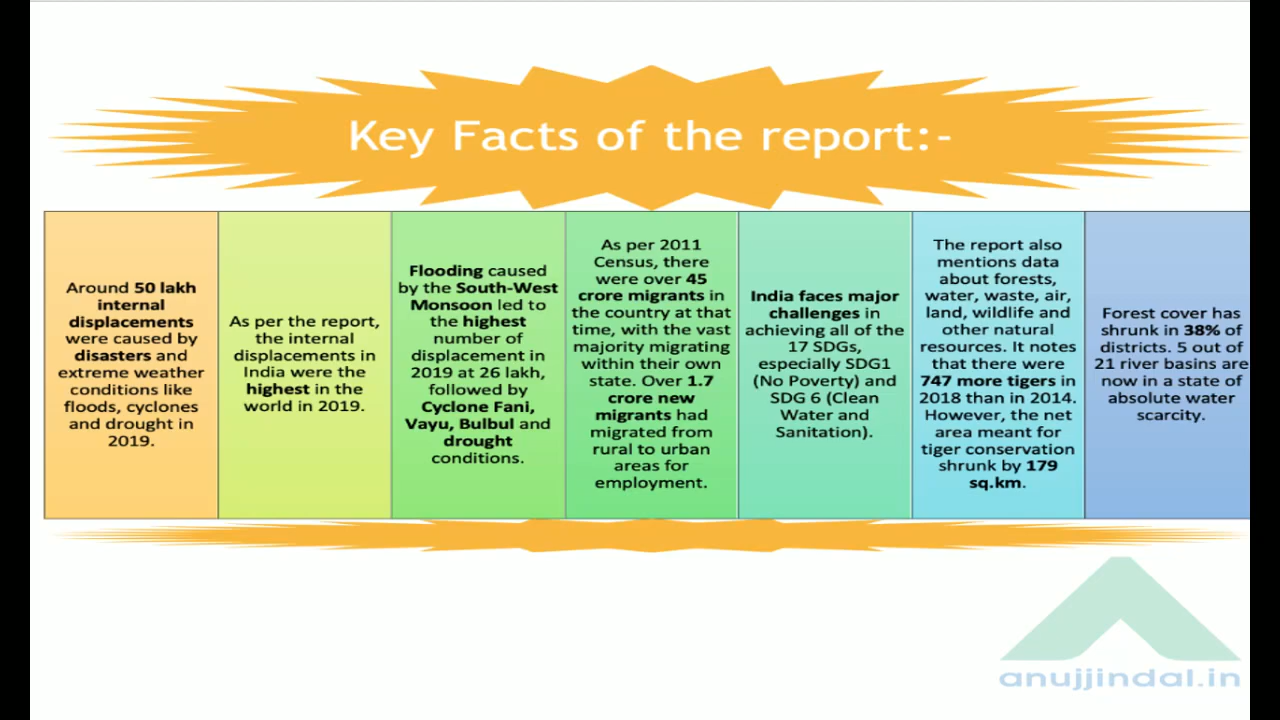 Key Facts of the report:-
Around 50 lakh
internal
displacements
were caused by
disasters and
extreme weather
conditions like
floods, cyclones
and drought in
2019.
As per the report,
the internal
displacements in
India were the
highest in the
world in 2019.
Flooding caused
by the South-West
Monsoon led to
the highest
number of
displacement in
2019 at 26 lakh,
followed by
Cyclone Fani,
Vayu, Bulbul and
drought
conditions.
As per 2011
Census, there
were over 45
crore migrants in
the country at that
time, with the vast
majority migrating
within their own
state. Over 1.7
crore new
migrants had
migrated from
rural to urban
areas for
employment.
India faces major
challenges in
achieving all of the
17 SDGs,
especially SDG1
(No Poverty) and
SDG 6 (Clean
Water and
Sanitation).
The report also
mentions data
about forests,
water, waste, air,
land, wildlife and
other natural
resources. It notes
that there were
747 more tigers in
2018 than in 2014.
However, the net
area meant for
tiger conservation
shrunk by 179
sq.km.
Forest cover has
shrunk in 38% of
districts. 5 out of
21 river basins are
now in a state of
absolute water
scarcity.
anujjindal.in